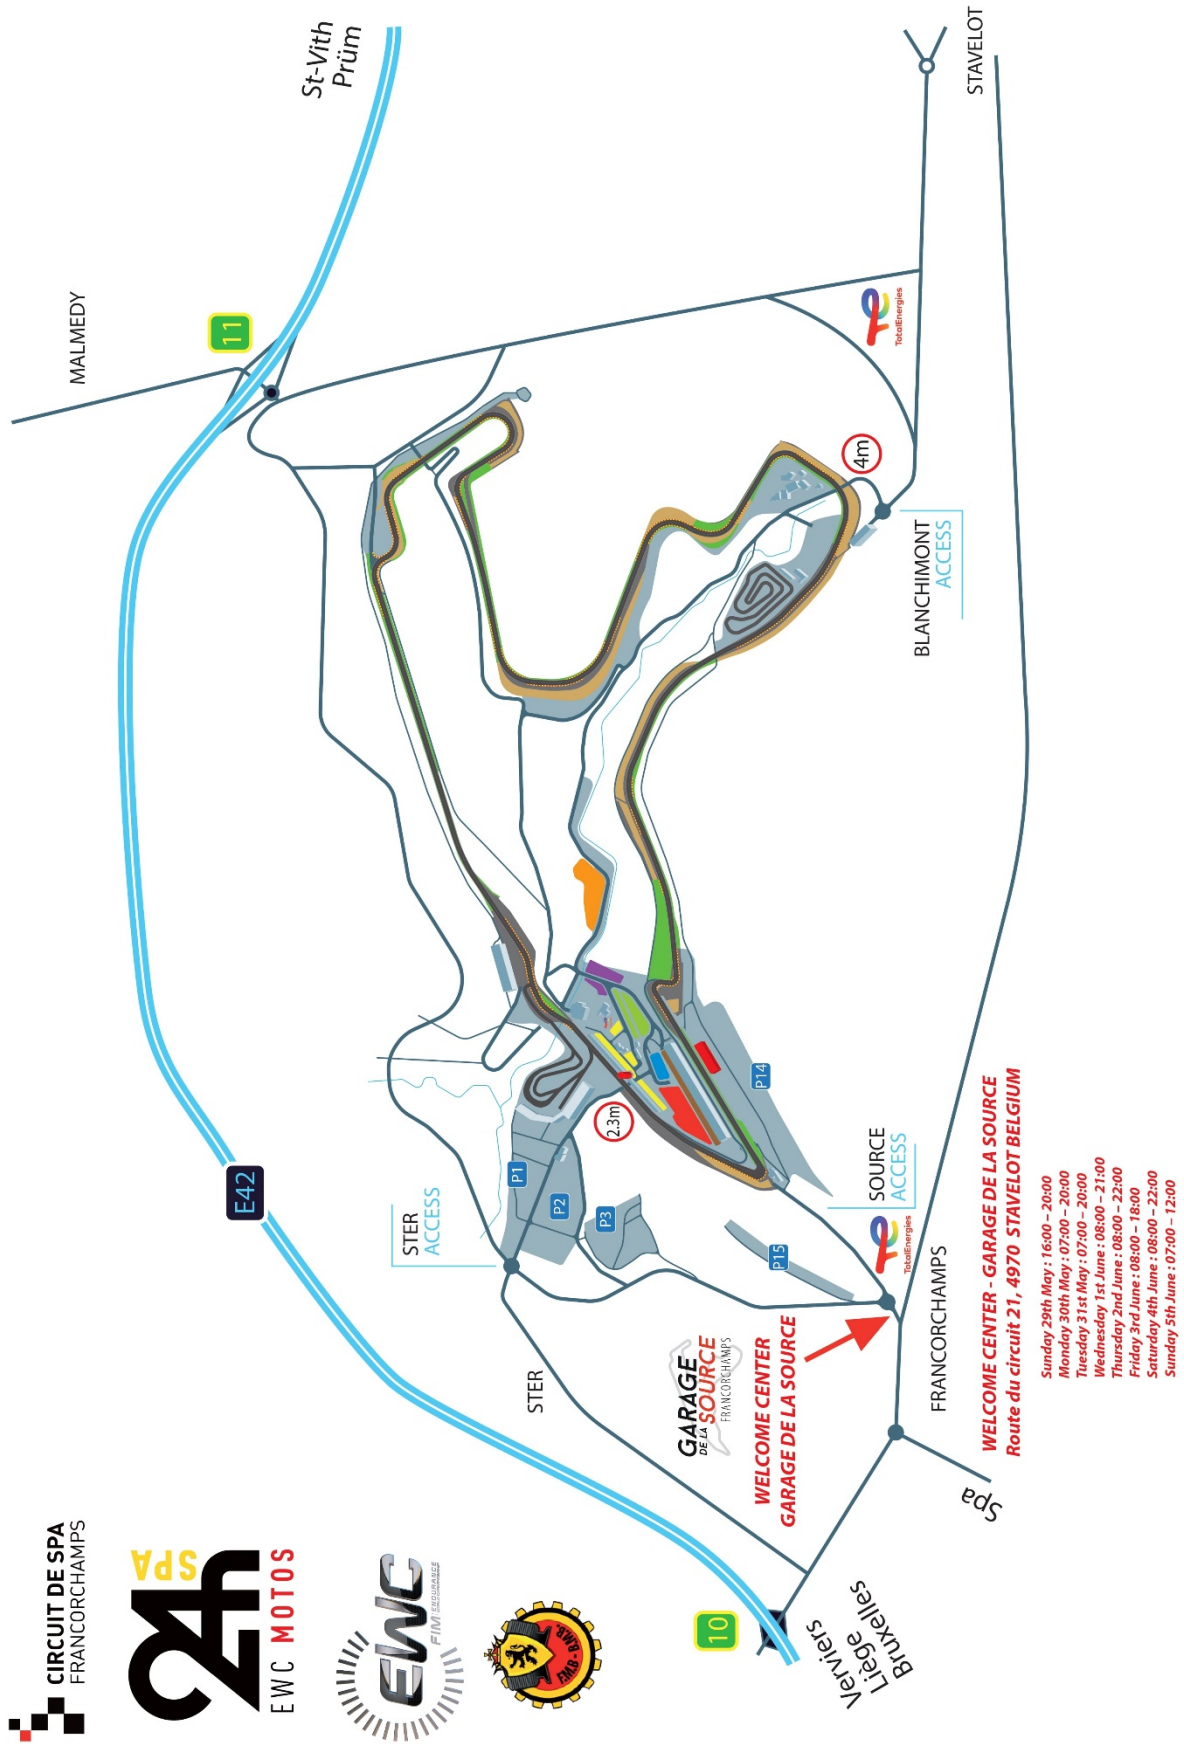 CIRCUIT DE SPA
FRANCORCHAMPS
24h
SPA
EWC MOTOS
EWC
FIM ENDURANCE
F.M.B - B.M.B.
E42
MALMEDY
11
St-Vith
Prüm
STER
ACCESS
STER
P1
P2
P3
2.3m
P14
P15
GARAGE
DE LA SOURCE
FRANCORCHAMPS
WELCOME CENTER
GARAGE DE LA SOURCE
10
Verviers
Liège
Bruxelles
Spa
FRANCORCHAMPS
TotalEnergies
SOURCE
ACCESS
BLANCHIMONT
ACCESS
4m
TotalEnergies
STAVELOT
WELCOME CENTER - GARAGE DE LA SOURCE
Route du circuit 21, 4970 STAVELOT BELGIUM
Sunday 29th May : 16:00 – 20:00
Monday 30th May : 07:00 – 20:00
Tuesday 31st May : 07:00 – 20:00
Wednesday 1st June : 08:00 – 21:00
Thursday 2nd June : 08:00 – 22:00
Friday 3rd June : 08:00 – 18:00
Saturday 4th June : 08:00 – 22:00
Sunday 5th June : 07:00 – 12:00